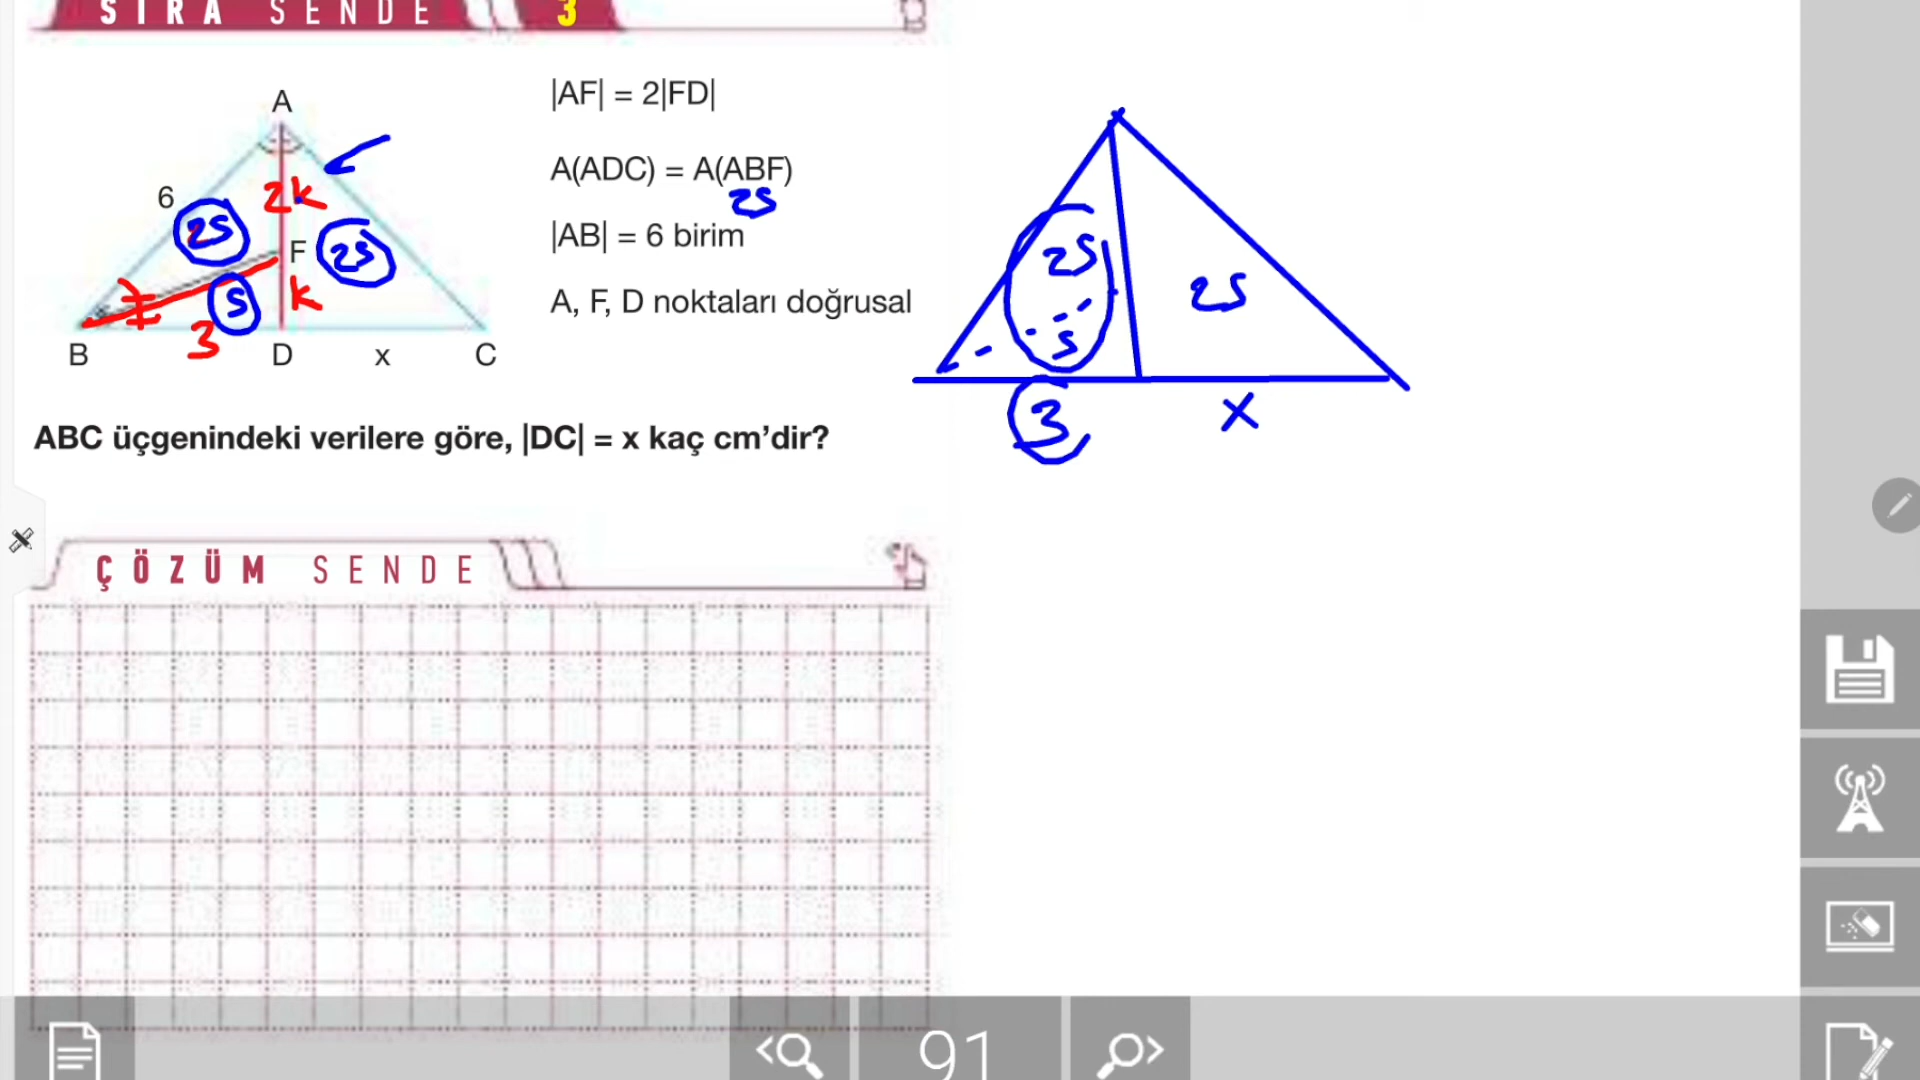 SIRA SENDE 3
|AF| = 2|FD|
A(ADC) = A(ABF)
2S
|AB| = 6 birim
A, F, D noktaları doğrusal
A
6
2k
2S
F
2S
k
S
3
B
D
x
C
ABC üçgenindeki verilere göre, |DC| = x kaç cm'dir?
2S
2S
S
3
x
ÇÖZÜM SENDE
91